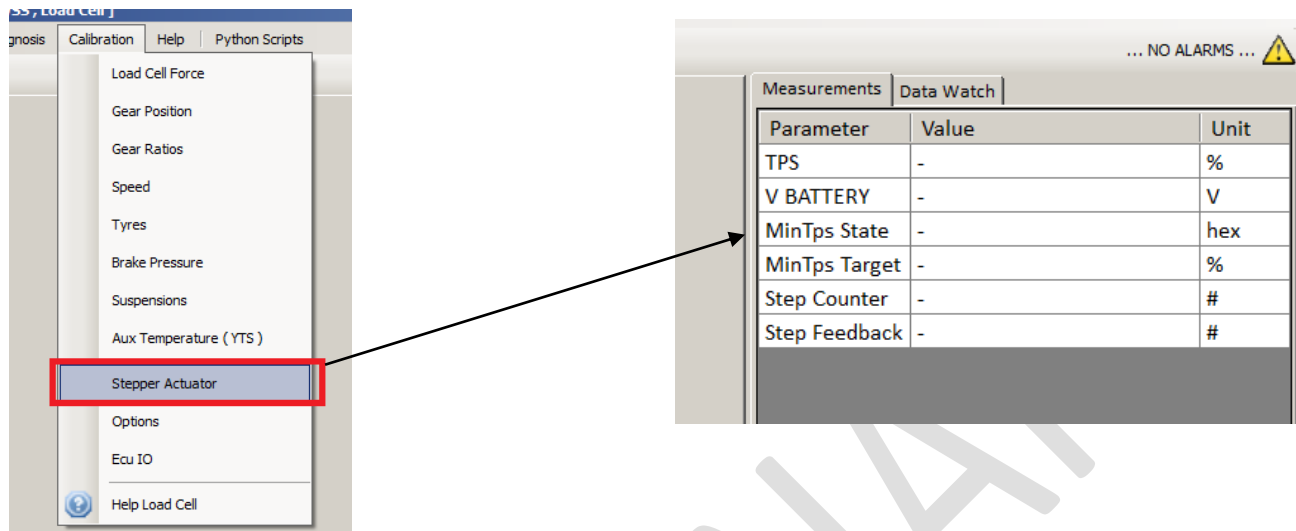 gnosis Calibration Help Python Scripts
Load Cell Force
Gear Position
Gear Ratios
Speed
Tyres
Brake Pressure
Suspensions
Aux Temperature ( YTS )
Stepper Actuator
Options
Ecu IO
Help Load Cell
... NO ALARMS ...
Measurements Data Watch
Parameter Value Unit
TPS - %
V BATTERY - V
MinTps State - hex
MinTps Target - %
Step Counter - #
Step Feedback - #